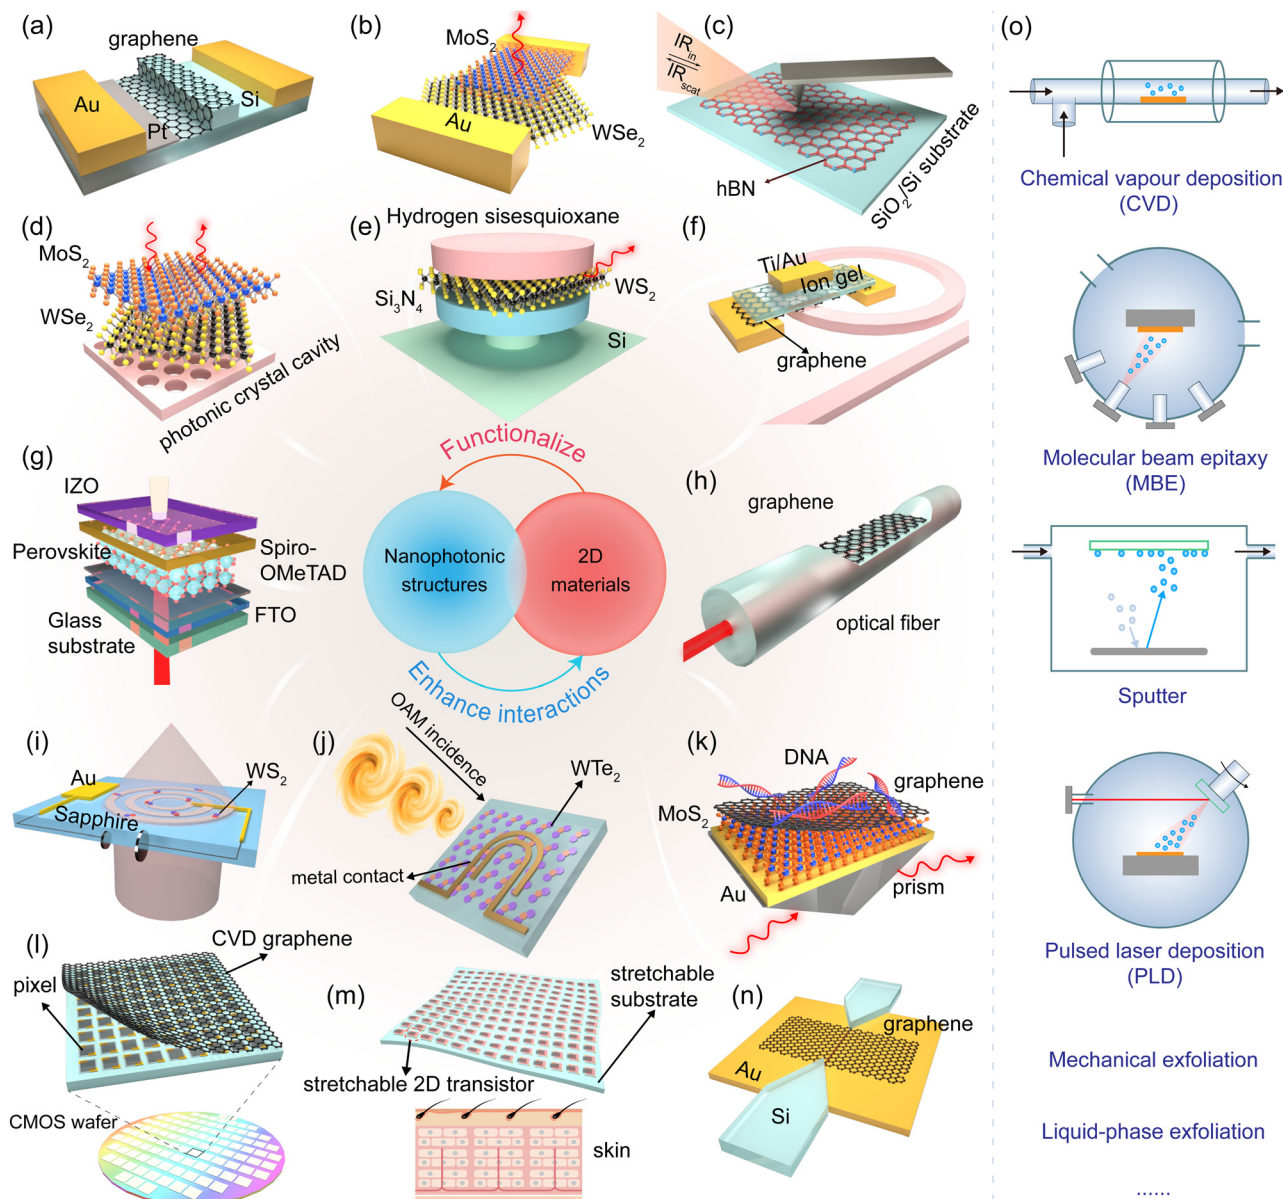 (a)
graphene
Au
Pt
Si
(b)
MoS2
Au
WSe2
(c)
IRin
IRscat
hBN
SiO2/Si substrate
(d)
MoS2
WSe2
photonic crystal cavity
(e)
Hydrogen sisesquioxane
Si3N4
WS2
Si
(f)
Ti/Au
Ion gel
graphene
Functionalize
Nanophotonic
structures
2D
materials
Enhance interactions
(g)
IZO
Perovskite
Spiro-
OMeTAD
FTO
Glass
substrate
(h)
graphene
optical fiber
(i)
Au
WS2
Sapphire
(j)
OAM incidence
WTe2
metal contact
(k)
DNA
graphene
MoS2
Au
prism
(l)
CVD graphene
pixel
CMOS wafer
(m)
stretchable
substrate
stretchable 2D transistor
skin
(n)
graphene
Au
Si
(o)
Chemical vapour deposition
(CVD)
Molecular beam epitaxy
(MBE)
Sputter
Pulsed laser deposition
(PLD)
Mechanical exfoliation
Liquid-phase exfoliation
......